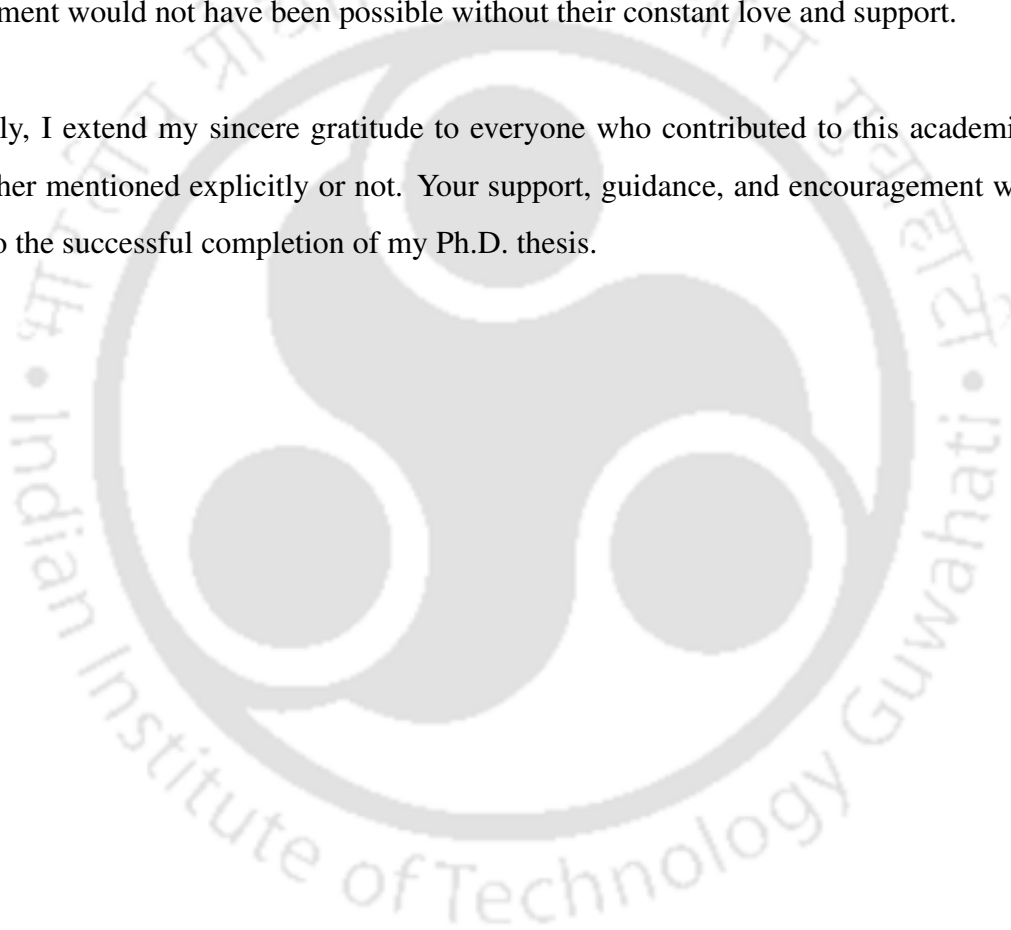 ment would not have been possible without their constant love and support.
ly, I extend my sincere gratitude to everyone who contributed to this academi
her mentioned explicitly or not. Your support, guidance, and encouragement w
o the successful completion of my Ph.D. thesis.
Indian Institute of Technology Guwahati